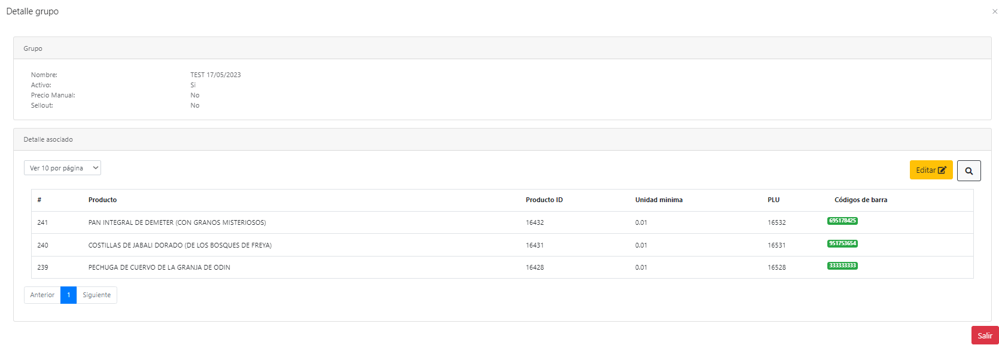 Detalle grupo
×
Grupo
Nombre: TEST 17/05/2023
Activo: Si
Precio Manual: No
Sellout: No
Detalle asociado
Ver 10 por página
Editar
# Producto Producto ID Unidad minima PLU Códigos de barra
241 PAN INTEGRAL DE DEMETER (CON GRANOS MISTERIOSOS) 16432 0.01 16532 695178425
240 COSTILLAS DE JABALI DORADO (DE LOS BOSQUES DE FREYA) 16431 0.01 16531 951753654
239 PECHUGA DE CUERVO DE LA GRANJA DE ODIN 16428 0.01 16528 333333333
Anterior 1 Siguiente
Salir